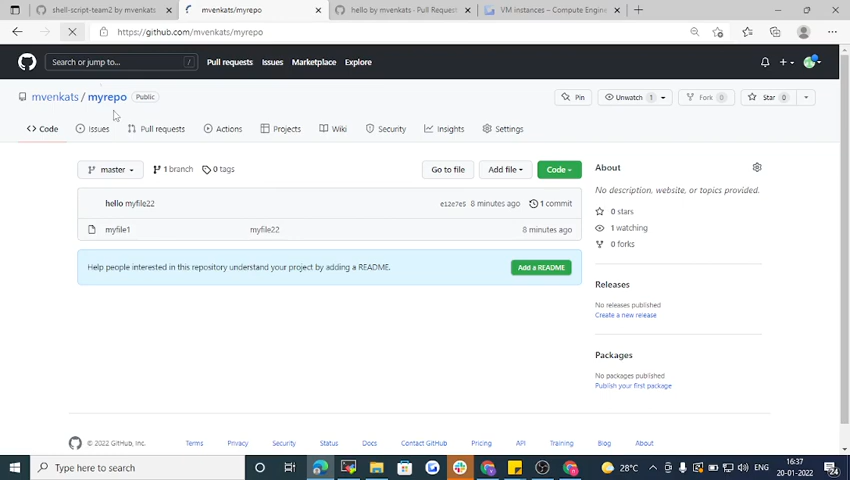 shell-script-team2 by mvenkats
mvenkats/myrepo
hello by mvenkats · Pull Request
VM instances – Compute Engine
https://github.com/mvenkats/myrepo
Search or jump to...
/
Pull requests
Issues
Marketplace
Explore
mvenkats / myrepo
Public
Pin
Unwatch 1
Fork 0
Star 0
Code
Issues
Pull requests
Actions
Projects
Wiki
Security
Insights
Settings
master
1 branch
0 tags
Go to file
Add file
Code
About
No description, website, or topics provided.
hello myfile22
e12e7e5 8 minutes ago
1 commit
0 stars
myfile1
myfile22
8 minutes ago
1 watching
0 forks
Help people interested in this repository understand your project by adding a README.
Add a README
Releases
No releases published
Create a new release
Packages
No packages published
Publish your first package
© 2022 GitHub, Inc.
Terms
Privacy
Security
Status
Docs
Contact GitHub
Pricing
API
Training
Blog
About
Type here to search
28°C
ENG
16:37
20-01-2022
24